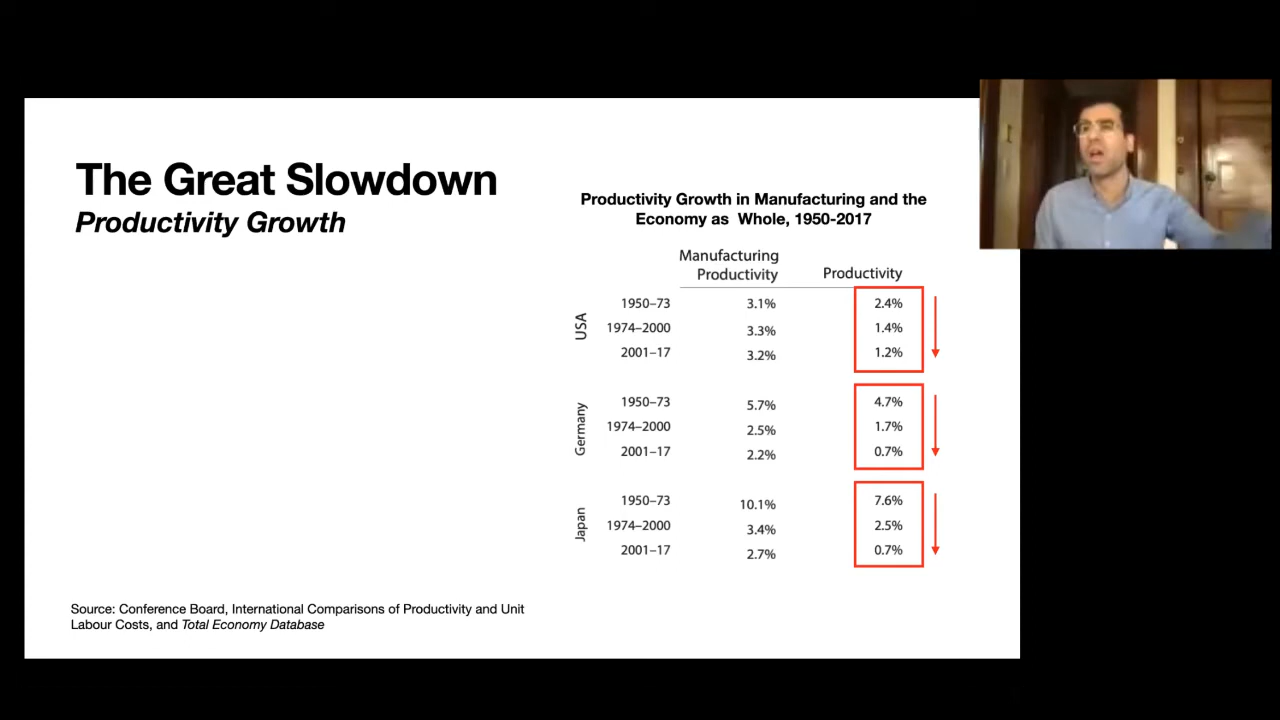 The Great Slowdown
Productivity Growth
Productivity Growth in Manufacturing and the
Economy as Whole, 1950-2017
Manufacturing
Productivity
Productivity
USA
1950–73 3.1% 2.4%
1974–2000 3.3% 1.4%
2001–17 3.2% 1.2%
Germany
1950–73 5.7% 4.7%
1974–2000 2.5% 1.7%
2001–17 2.2% 0.7%
Japan
1950–73 10.1% 7.6%
1974–2000 3.4% 2.5%
2001–17 2.7% 0.7%
Source: Conference Board, International Comparisons of Productivity and Unit
Labour Costs, and Total Economy Database